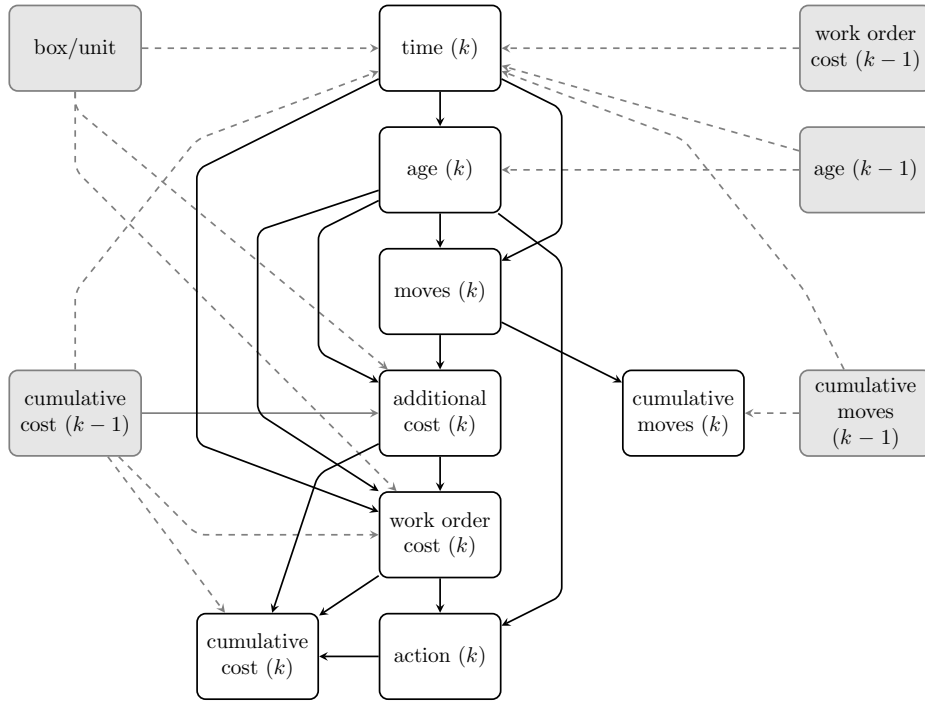 box/unit
time (k)
work order
cost (k − 1)
age (k)
age (k − 1)
moves (k)
cumulative
cost (k − 1)
additional
cost (k)
cumulative
moves (k)
cumulative
moves
(k − 1)
work order
cost (k)
cumulative
cost (k)
action (k)